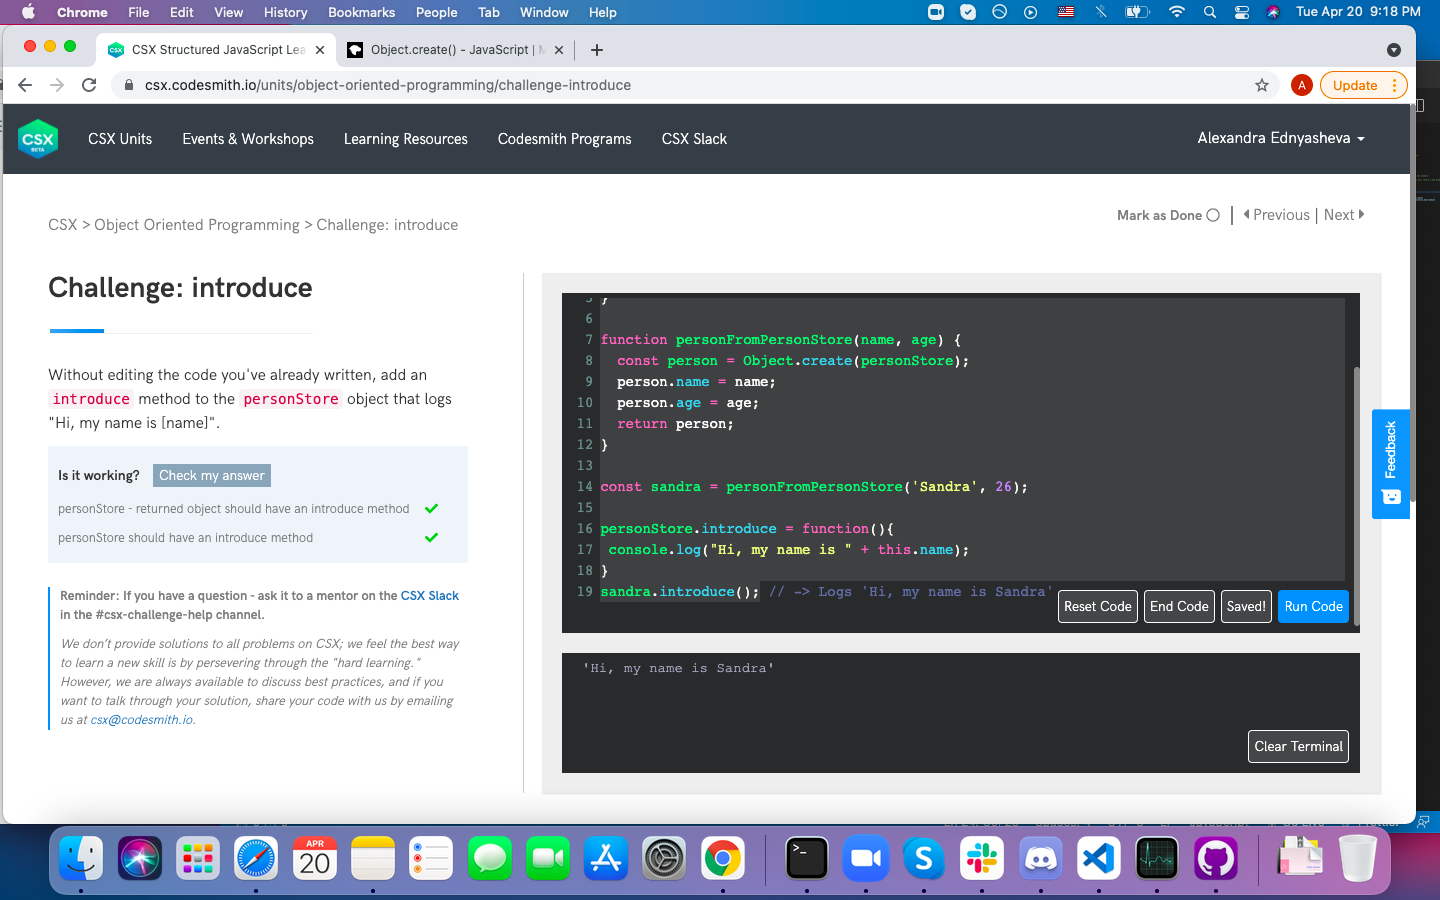 Chrome File Edit View History Bookmarks People Tab Window Help Tue Apr 20 9:18 PM
CSX Structured JavaScript Lea Object.create() - JavaScript |
csx.codesmith.io/units/object-oriented-programming/challenge-introduce
A
Update
CSX
BETA
CSX Units Events & Workshops Learning Resources Codesmith Programs CSX Slack Alexandra Ednyasheva
CSX > Object Oriented Programming > Challenge: introduce
Mark as Done | Previous | Next
Challenge: introduce
Without editing the code you've already written, add an
introduce method to the personStore object that logs
"Hi, my name is [name]".
Is it working? Check my answer
personStore - returned object should have an introduce method
personStore should have an introduce method
Reminder: If you have a question - ask it to a mentor on the CSX Slack
in the #csx-challenge-help channel.
We don't provide solutions to all problems on CSX; we feel the best way
to learn a new skill is by persevering through the "hard learning."
However, we are always available to discuss best practices, and if you
want to talk through your solution, share your code with us by emailing
us at csx@codesmith.io.
5 }
6
7 function personFromPersonStore(name, age) {
8 const person = Object.create(personStore);
9 person.name = name;
10 person.age = age;
11 return person;
12 }
13
14 const sandra = personFromPersonStore('Sandra', 26);
15
16 personStore.introduce = function(){
17 console.log("Hi, my name is " + this.name);
18 }
19 sandra.introduce(); // -> Logs 'Hi, my name is Sandra'
Reset Code End Code Saved! Run Code
'Hi, my name is Sandra'
Clear Terminal
Feedback
APR
20